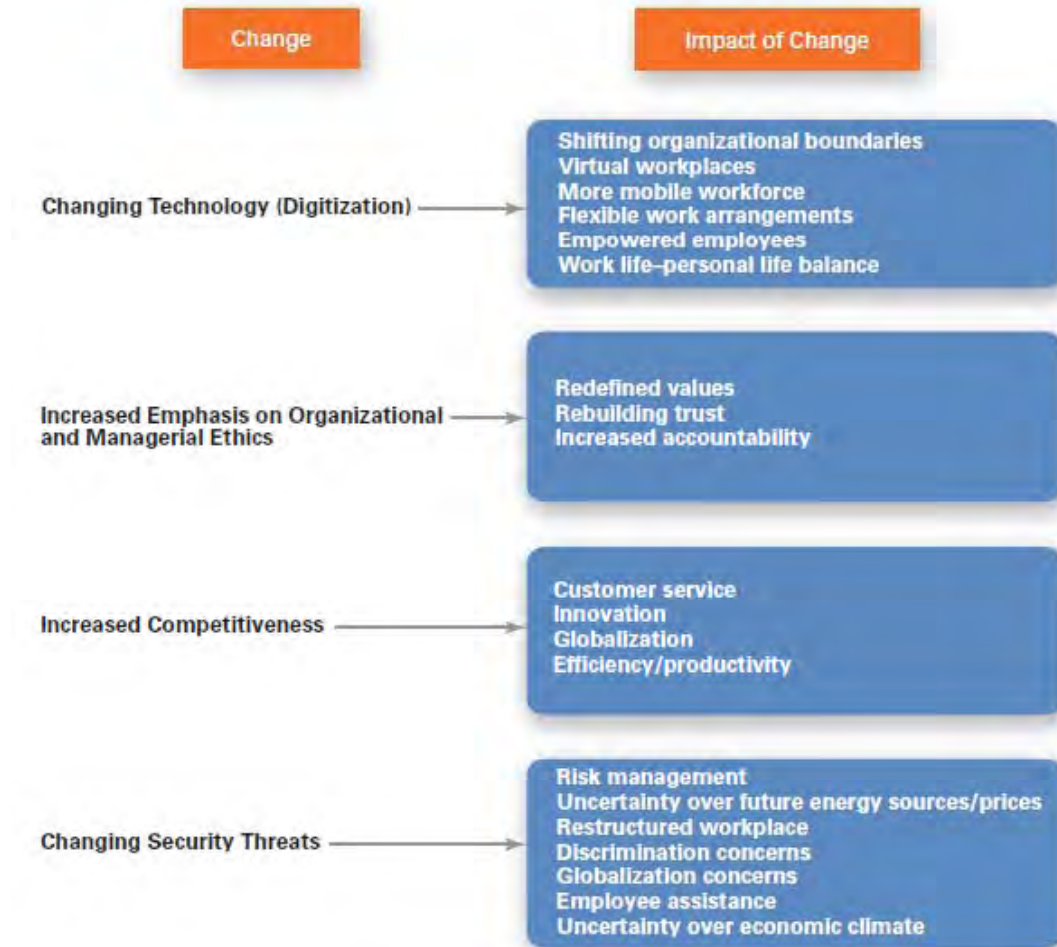 Change
Impact of Change
Changing Technology (Digitization)
Shifting organizational boundaries
Virtual workplaces
More mobile workforce
Flexible work arrangements
Empowered employees
Work life–personal life balance
Increased Emphasis on Organizational
and Managerial Ethics
Redefined values
Rebuilding trust
Increased accountability
Increased Competitiveness
Customer service
Innovation
Globalization
Efficiency/productivity
Changing Security Threats
Risk management
Uncertainty over future energy sources/prices
Restructured workplace
Discrimination concerns
Globalization concerns
Employee assistance
Uncertainty over economic climate